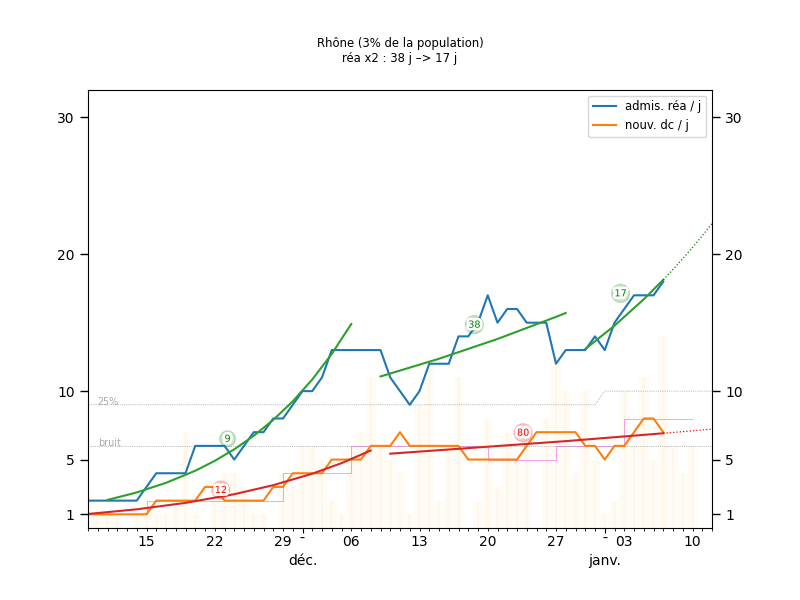 Rhône (3% de la population)
réa x2 : 38 j –> 17 j
admis. réa / j
nouv. dc / j
30 30
20 20
10 10
5 5
1 1
25%
bruit
9
12
38
80
17
15 22 29 - 06 13 20 27 - 03 10
déc. janv.